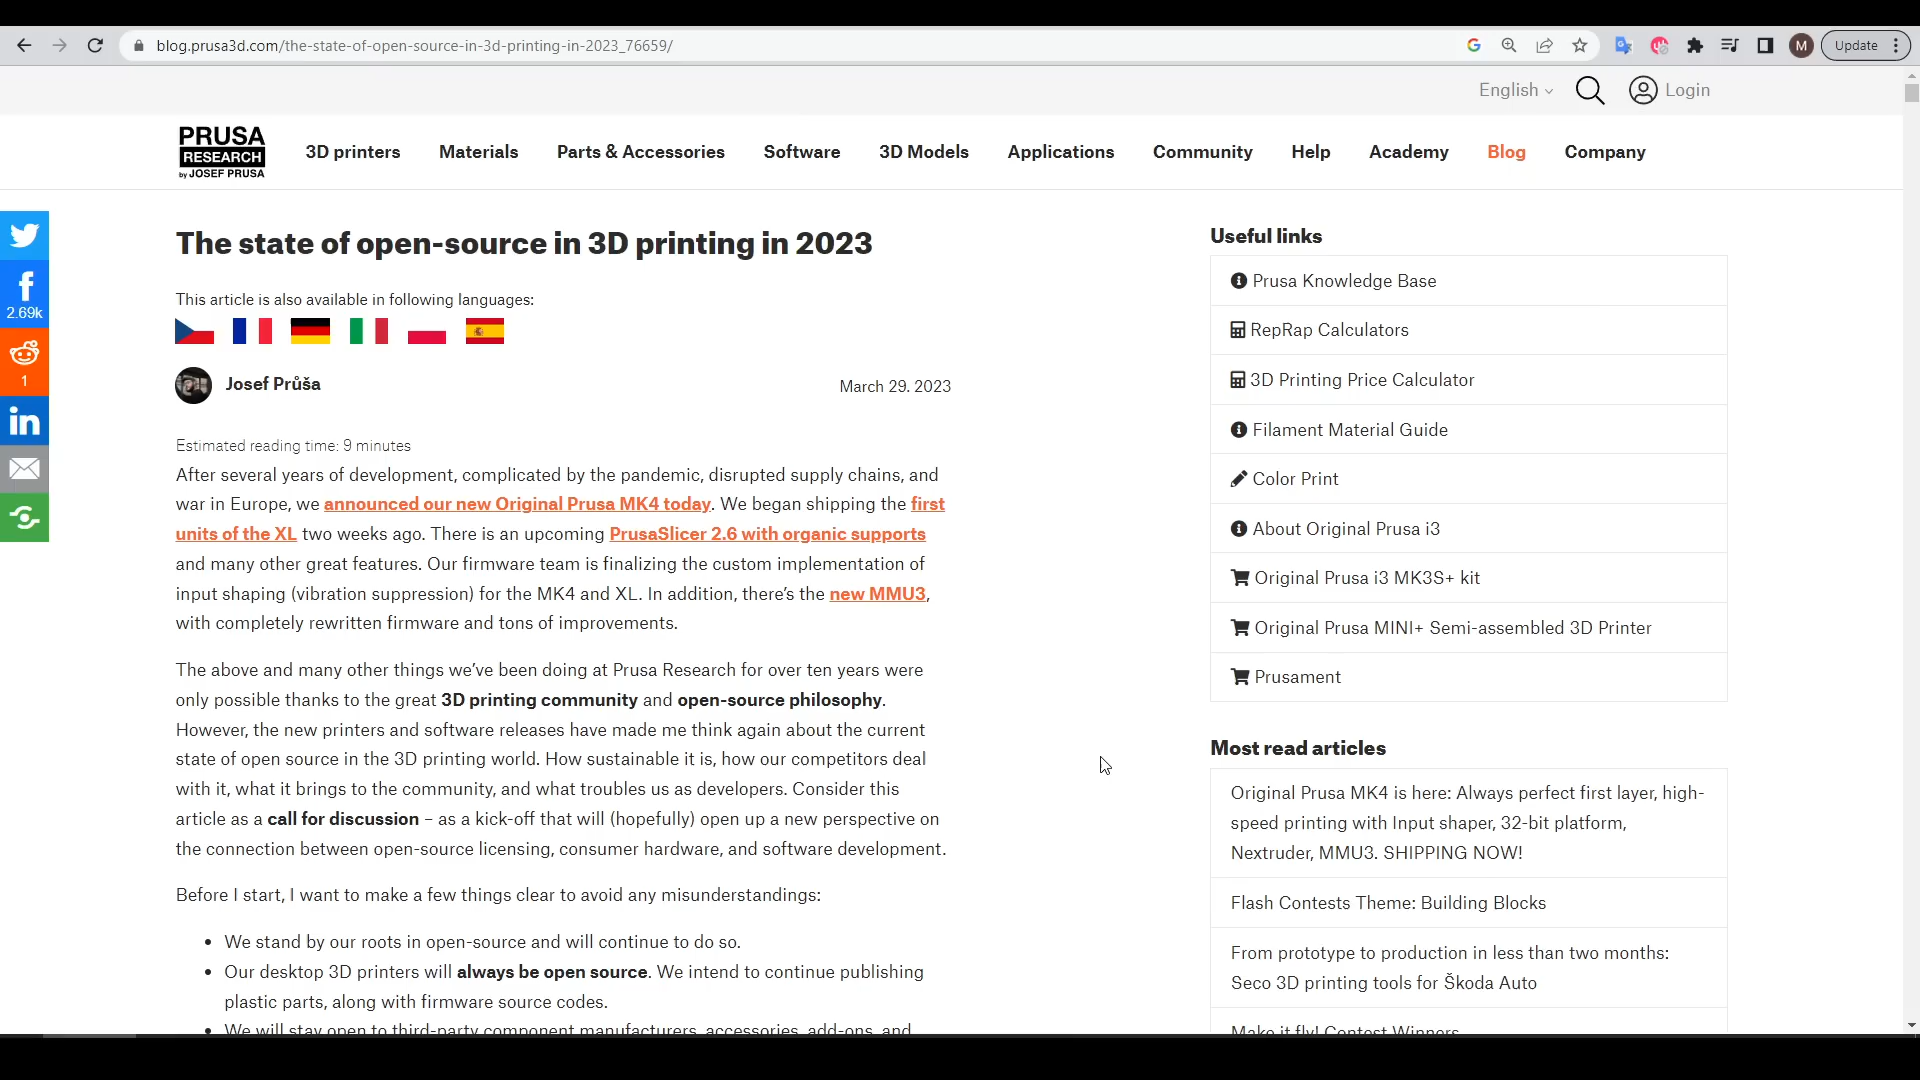 blog.prusa3d.com/the-state-of-open-source-in-3d-printing-in-2023_76659/
M
Update
English
Login
PRUSA
RESEARCH
by JOSEF PRUSA
3D printers
Materials
Parts & Accessories
Software
3D Models
Applications
Community
Help
Academy
Blog
Company
2.69k
1
in
The state of open-source in 3D printing in 2023
This article is also available in following languages:
Josef Průša
March 29. 2023
Estimated reading time: 9 minutes
After several years of development, complicated by the pandemic, disrupted supply chains, and
war in Europe, we announced our new Original Prusa MK4 today. We began shipping the first
units of the XL two weeks ago. There is an upcoming PrusaSlicer 2.6 with organic supports
and many other great features. Our firmware team is finalizing the custom implementation of
input shaping (vibration suppression) for the MK4 and XL. In addition, there’s the new MMU3,
with completely rewritten firmware and tons of improvements.
The above and many other things we’ve been doing at Prusa Research for over ten years were
only possible thanks to the great 3D printing community and open-source philosophy.
However, the new printers and software releases have made me think again about the current
state of open source in the 3D printing world. How sustainable it is, how our competitors deal
with it, what it brings to the community, and what troubles us as developers. Consider this
article as a call for discussion – as a kick-off that will (hopefully) open up a new perspective on
the connection between open-source licensing, consumer hardware, and software development.
Before I start, I want to make a few things clear to avoid any misunderstandings:
• We stand by our roots in open-source and will continue to do so.
• Our desktop 3D printers will always be open source. We intend to continue publishing
plastic parts, along with firmware source codes.
• We will stay open to third-party component manufacturers, accessories, add-ons, and
Useful links
Prusa Knowledge Base
RepRap Calculators
3D Printing Price Calculator
Filament Material Guide
Color Print
About Original Prusa i3
Original Prusa i3 MK3S+ kit
Original Prusa MINI+ Semi-assembled 3D Printer
Prusament
Most read articles
Original Prusa MK4 is here: Always perfect first layer, high-
speed printing with Input shaper, 32-bit platform,
Nextruder, MMU3. SHIPPING NOW!
Flash Contests Theme: Building Blocks
From prototype to production in less than two months:
Seco 3D printing tools for Škoda Auto
Make it fly! Contest Winners